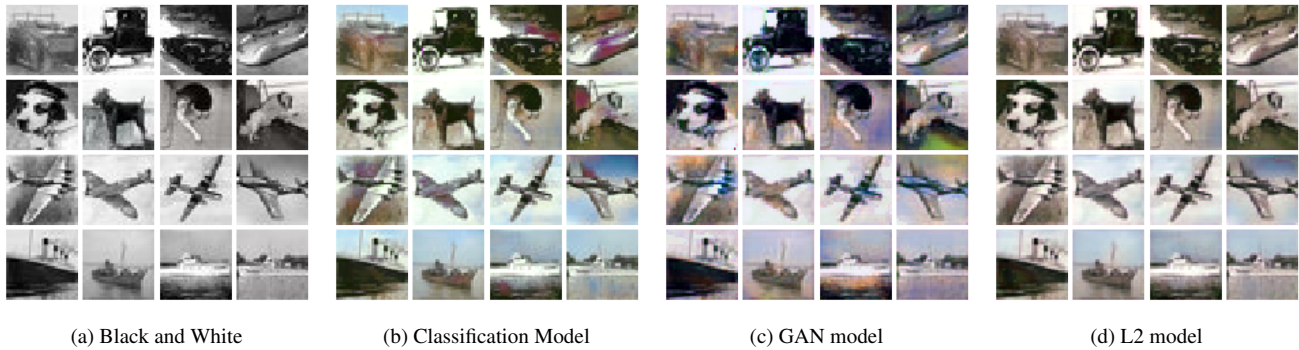 (a) Black and White
(b) Classification Model
(c) GAN model
(d) L2 model